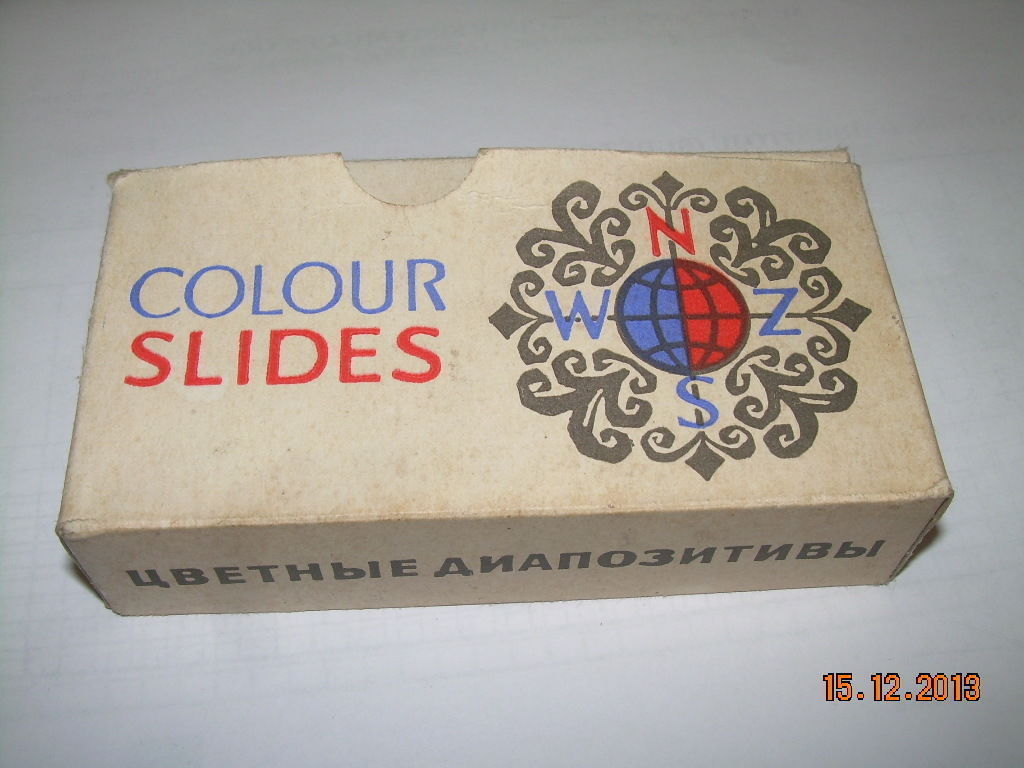 COLOUR
SLIDES
N
W Z
S
ЦВЕТНЫЕ ДИАПОЗИТИВЫ
15.12.2013